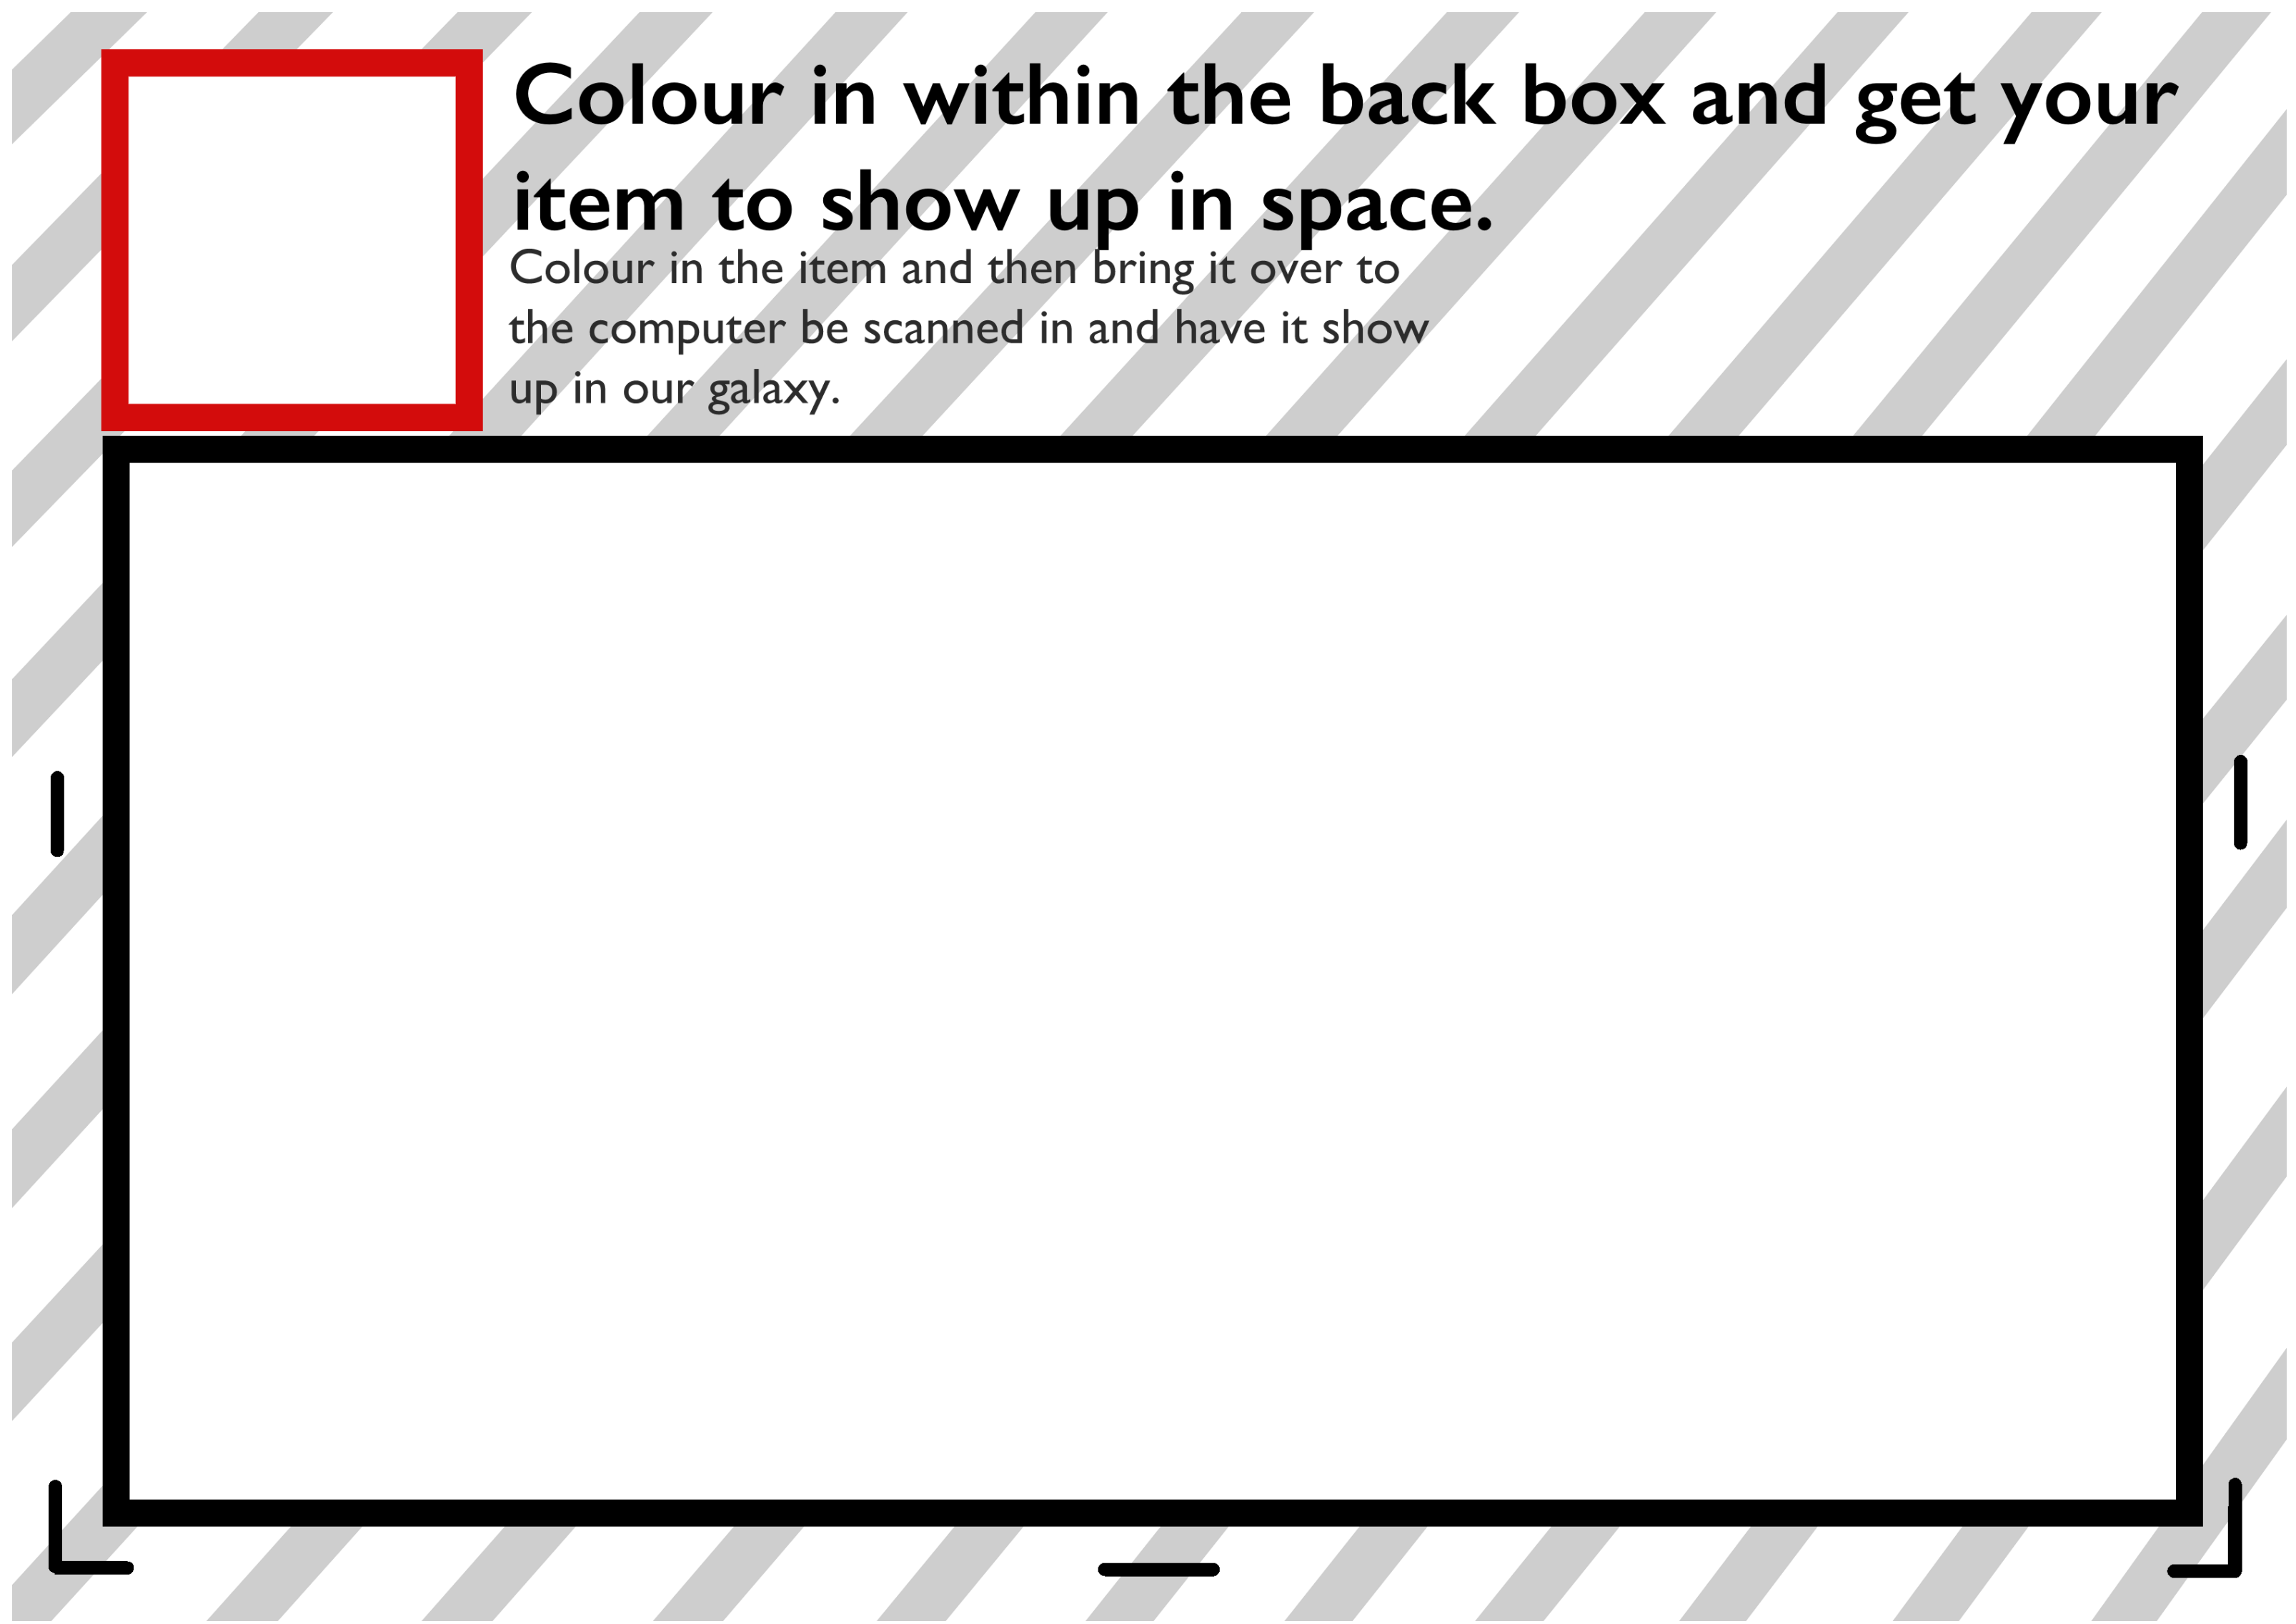 Colour in within the back box and get your
item to show up in space.
Colour in the item and then bring it over to
the computer be scanned in and have it show
up in our galaxy.